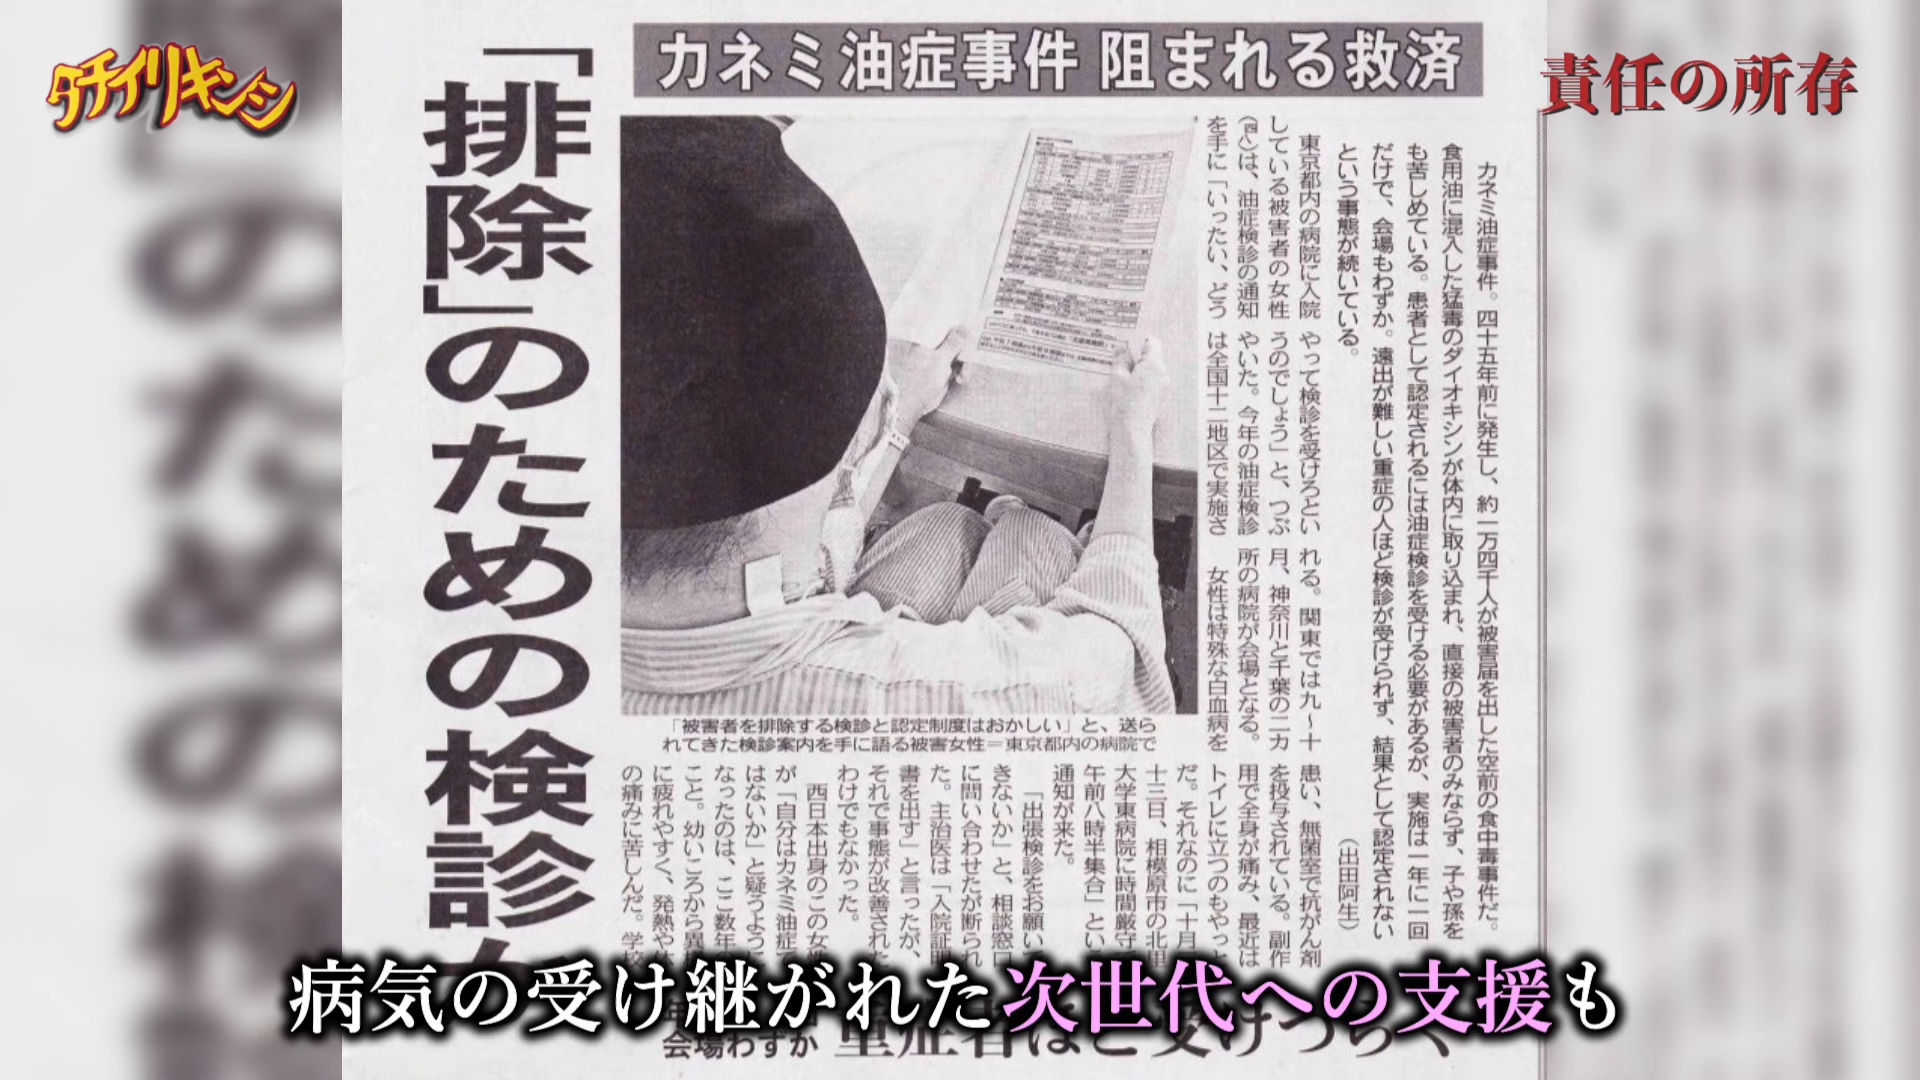 タチイリキンシ
責任の所存
カネミ油症事件 阻まれる救済
「排除」のための検診
カネミ油症事件。四十五年前に発生し、約一万四千人が被害届を出した空前の食中毒事件だ。
食用油に混入した猛毒のダイオキシンが体内に取り込まれ、直接の被害者のみならず、子や孫を
も苦しめている。患者として認定されるには油症検診を受ける必要があるが、実施は一年に一回
だけで、会場もわずか。遠出が難しい重症の人ほど検診が受けられず、結果として認定されない
という事態が続いている。
（出田阿生）
東京都内の病院に入院
している被害者の女性
（四八）は、油症検診の通知
を手に「いったい、どう
やって検診を受けろとい
うのでしょう」と、つぶ
やいた。今年の油症検診
は全国十二地区で実施さ
れる。関東では九〜十
月、神奈川と千葉の二カ
所の病院が会場となる。
女性は特殊な白血病を
患い、無菌室で抗がん剤
を投与されている。副作
用で全身が痛み、最近は
トイレに立つのもやっと
だ。それなのに「十月
十三日、相模原市の北里
大学東病院に時間厳守
午前八時半集合」とい
通知が来た。
「出張検診をお願い
きないか」と、相談窓口
に問い合わせたが断られ
た。主治医は「入院証明
書を出す」と言ったが、
それで事態が改善された
わけでもなかった。
西日本出身のこの女性
が「自分はカネミ油症で
はないか」と疑うように
なったのは、ここ数年
こと。幼いころから異
に疲れやすく、発熱や体
の痛みに苦しんだ。学校
「被害者を排除する検診と認定制度はおかしい」と、送ら
れてきた検診案内を手に語る被害女性＝東京都内の病院で
会場わずか
重症者ほど受けづらく
病気の受け継がれた次世代への支援も